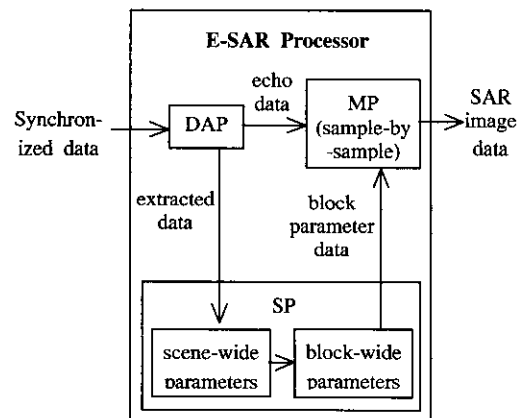 E-SAR Processor
echo
data
SAR
image
data
Synchron-
ized data
DAP
MP
(sample-by
-sample)
extracted
data
block
parameter
data
SP
scene-wide
parameters
block-wide
parameters